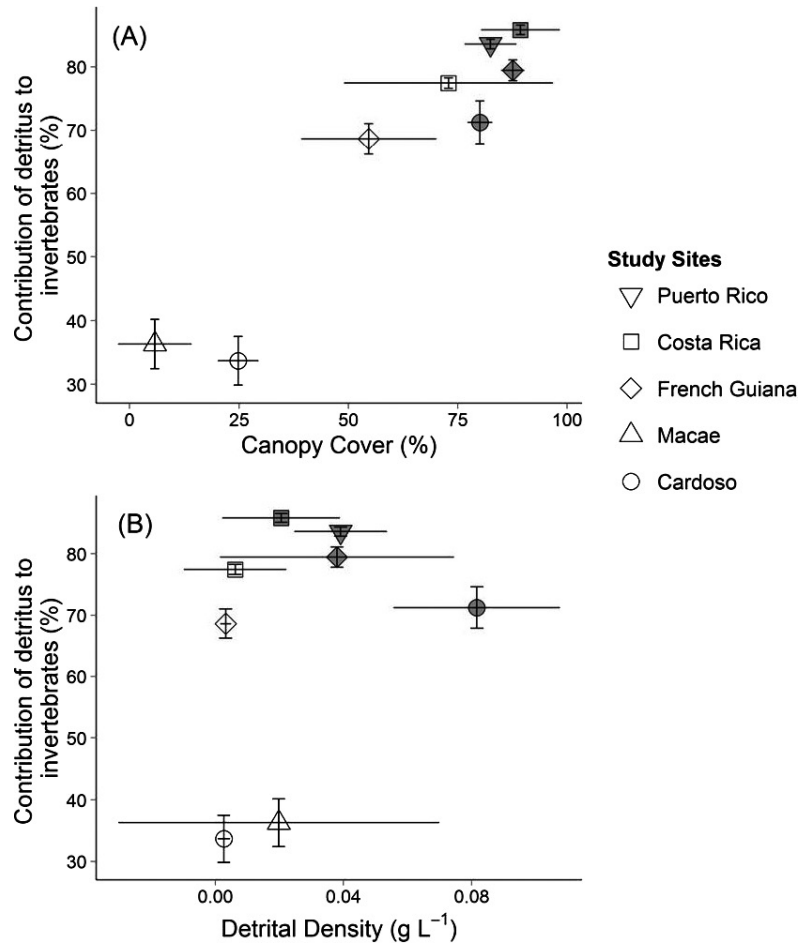 (A)
Contribution of detritus to
invertebrates (%)
80
70
60
50
40
30
0
25
50
75
100
Canopy Cover (%)
Study Sites
Puerto Rico
Costa Rica
French Guiana
Macae
Cardoso
(B)
Contribution of detritus to
invertebrates (%)
80
70
60
50
40
30
0.00
0.04
0.08
Detrital Density (g L⁻¹)